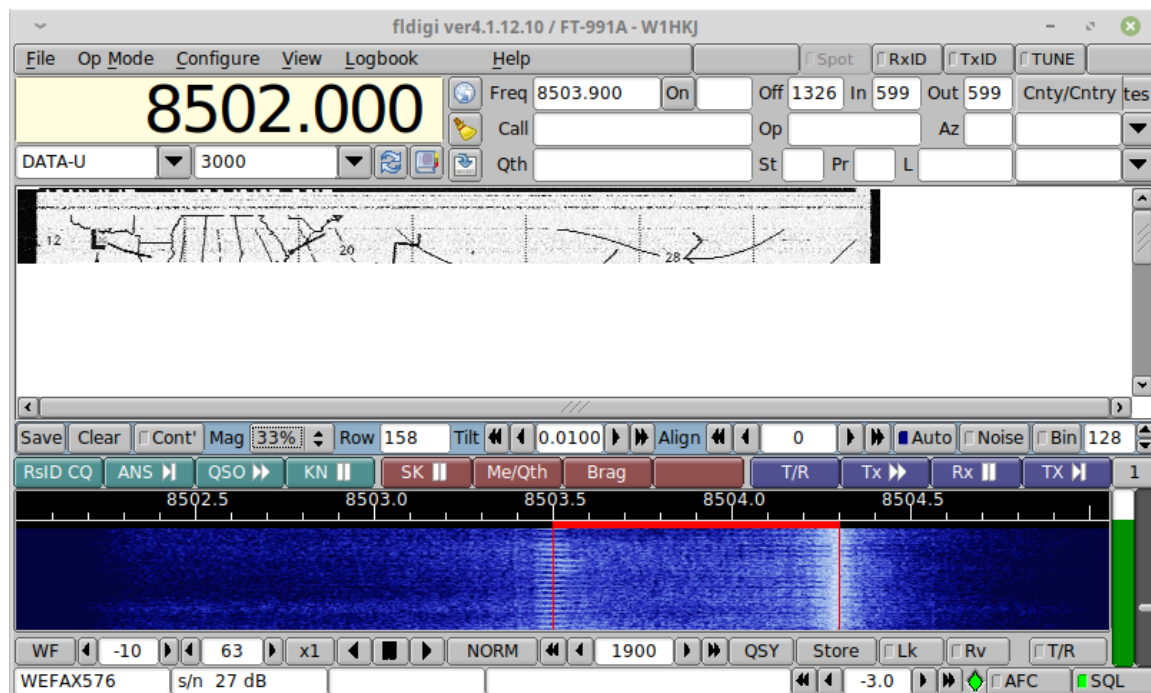 fldigi ver4.1.12.10 / FT-991A - W1HKJ
File Op Mode Configure View Logbook Help Spot RxID TxID TUNE
8502.000 Freq 8503.900 On Off 1326 In 599 Out 599 Cnty/Cntry tes
Call Op Az
DATA-U 3000 Qth St Pr L
12 20 28
Save Clear Cont' Mag 33% Row 158 Tilt 0.0100 Align 0 Auto Noise Bin 128
RsID CQ ANS QSO KN SK Me/Qth Brag T/R Tx Rx TX 1
8502.5 8503.0 8503.5 8504.0 8504.5
WF -10 63 x1 NORM 1900 QSY Store Lk Rv T/R
WEFAX576 s/n 27 dB -3.0 AFC SQL